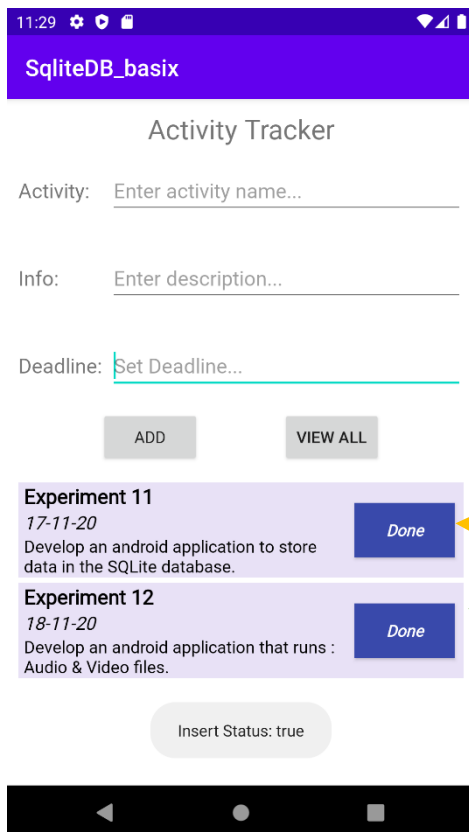 11:29
SqliteDB_basix
Activity Tracker
Activity: Enter activity name...
Info: Enter description...
Deadline: Set Deadline...
ADD VIEW ALL
Experiment 11
17-11-20
Develop an android application to store
data in the SQLite database.
Done
Experiment 12
18-11-20
Develop an android application that runs :
Audio & Video files.
Done
Insert Status: true